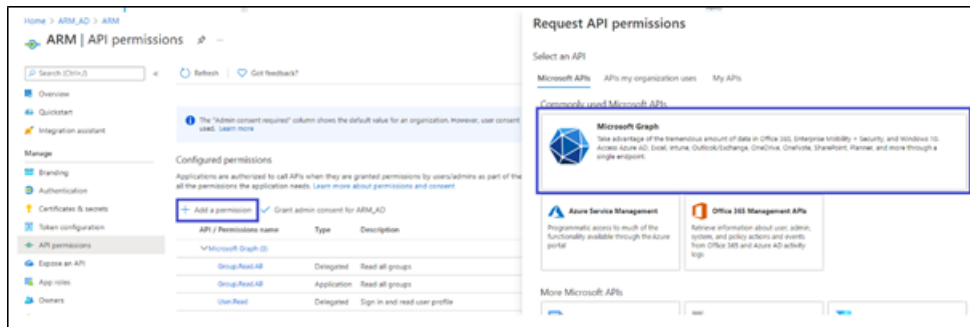 Home > ARM_AD > ARM
ARM | API permissions
Search (Ctrl+/)
Overview
Quickstart
Integration assistant
Manage
Branding
Authentication
Certificates & secrets
Token configuration
API permissions
Expose an API
App roles
Owners
Refresh
Got feedback?
The "Admin consent required" column shows the default value for an organization. However, user consent
used. Learn more
Configured permissions
Applications are authorized to call APIs when they are granted permissions by users/admins as part of the
all the permissions the application needs. Learn more about permissions and consent
+ Add a permission
Grant admin consent for ARM_AD
API / Permissions name Type Description
Microsoft Graph (3)
Group.Read.All Delegated Read all groups
Group.Read.All Application Read all groups
User.Read Delegated Sign in and read user profile
Request API permissions
Select an API
Microsoft APIs APIs my organization uses My APIs
Commonly used Microsoft APIs
Microsoft Graph
Take advantage of the tremendous amount of data in Office 365, Enterprise Mobility + Security, and Windows 10.
Access Azure AD, Excel, Intune, Outlook/Exchange, OneDrive, OneNote, SharePoint, Planner, and more through a
single endpoint.
Azure Service Management
Programmatic access to much of the
functionality available through the Azure
portal
Office 365 Management APIs
Retrieve information about user, admin,
system, and policy actions and events
from Office 365 and Azure AD activity
logs
More Microsoft APIs